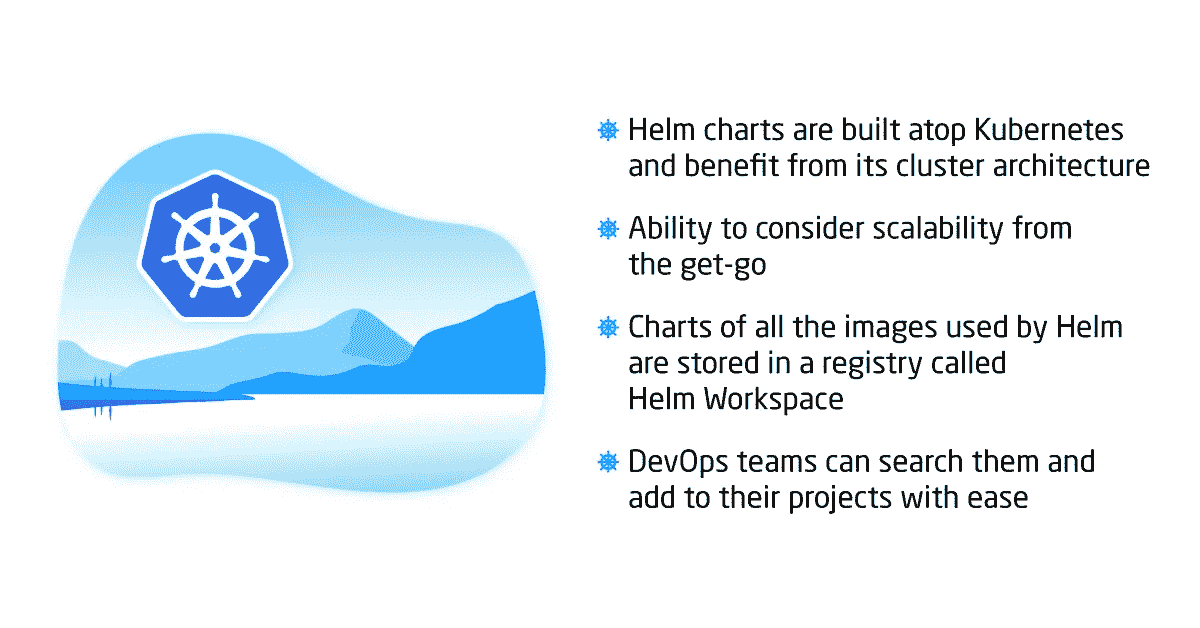 Helm charts are built atop Kubernetes
and benefit from its cluster architecture
Ability to consider scalability from
the get-go
Charts of all the images used by Helm
are stored in a registry called
Helm Workspace
DevOps teams can search them and
add to their projects with ease